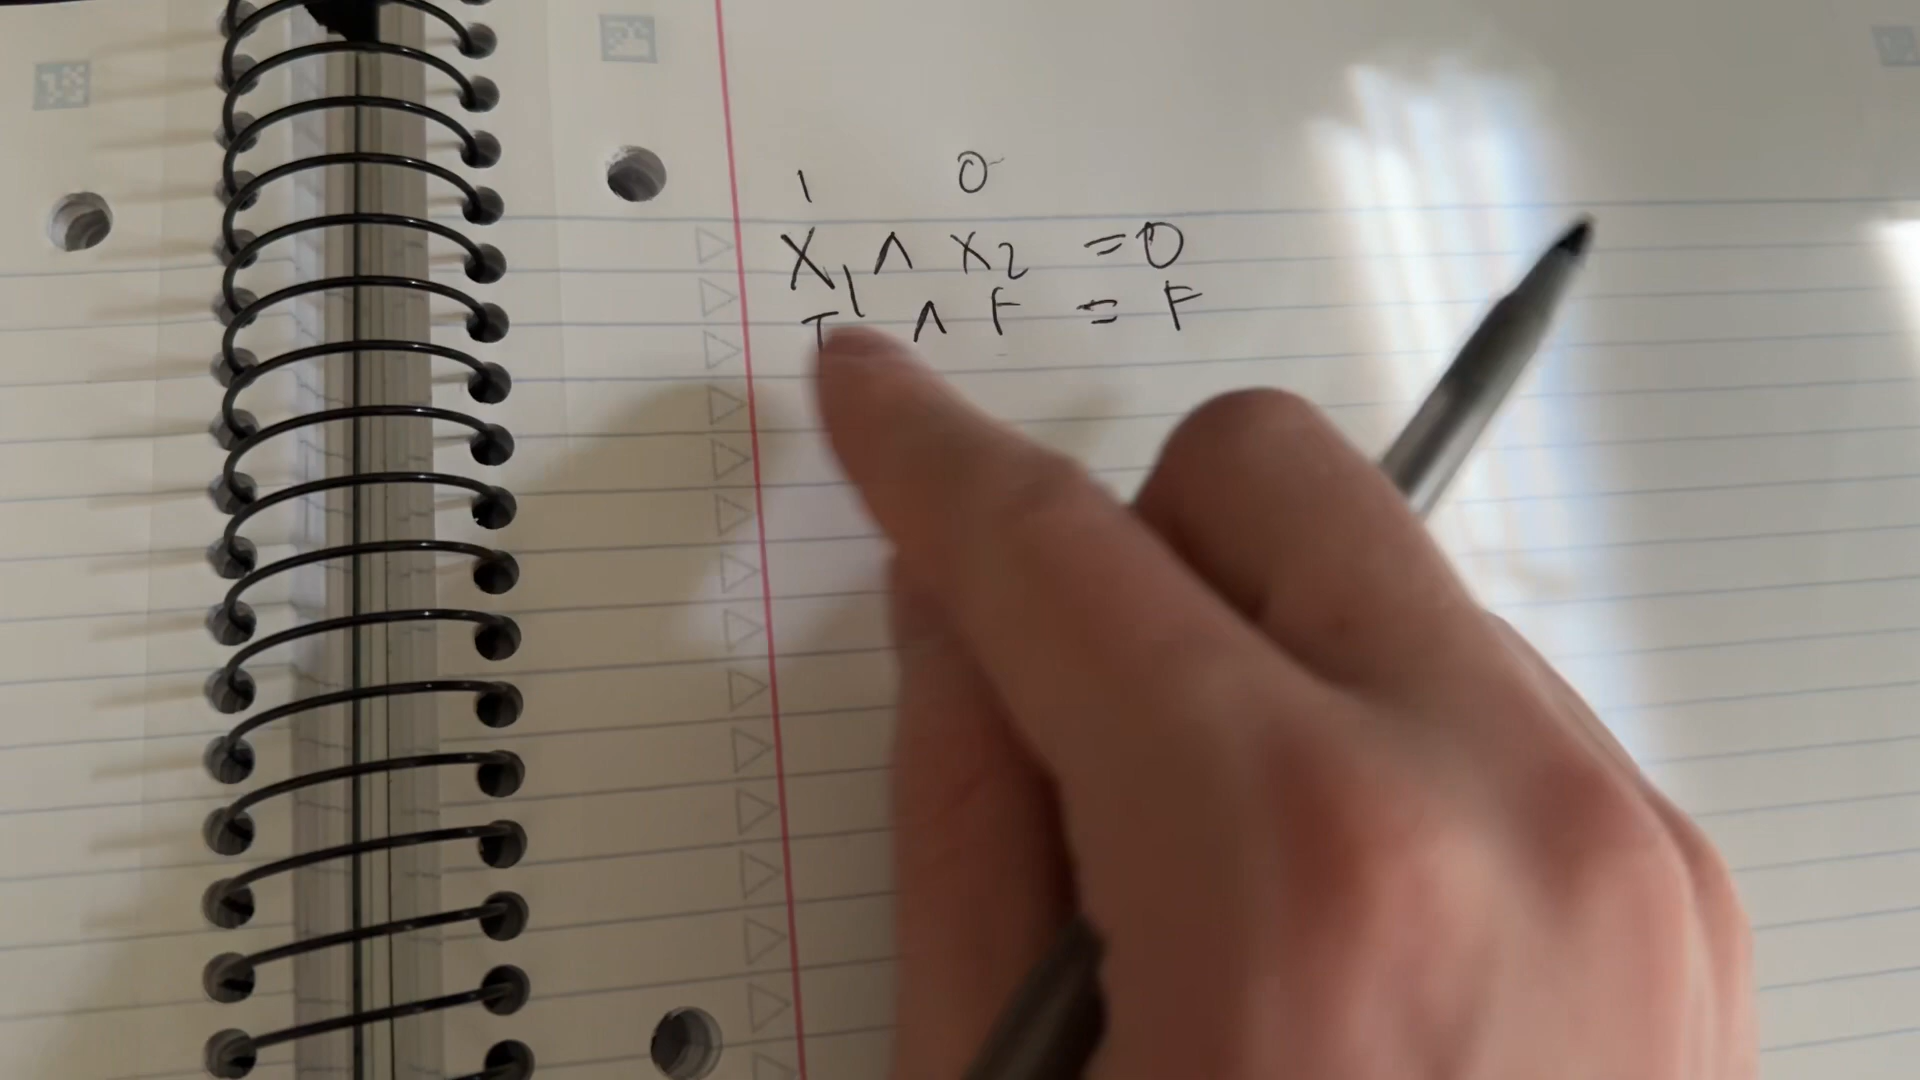 1 0
X₁ ∧ X₂ = 0
T ∧ F = F